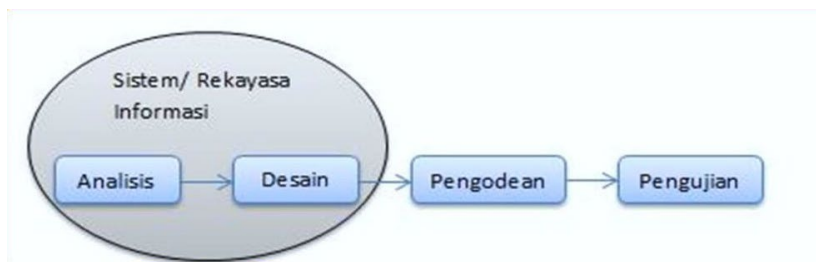 Sistem/ Rekayasa
Informasi
Analisis
Desain
Pengodean
Pengujian